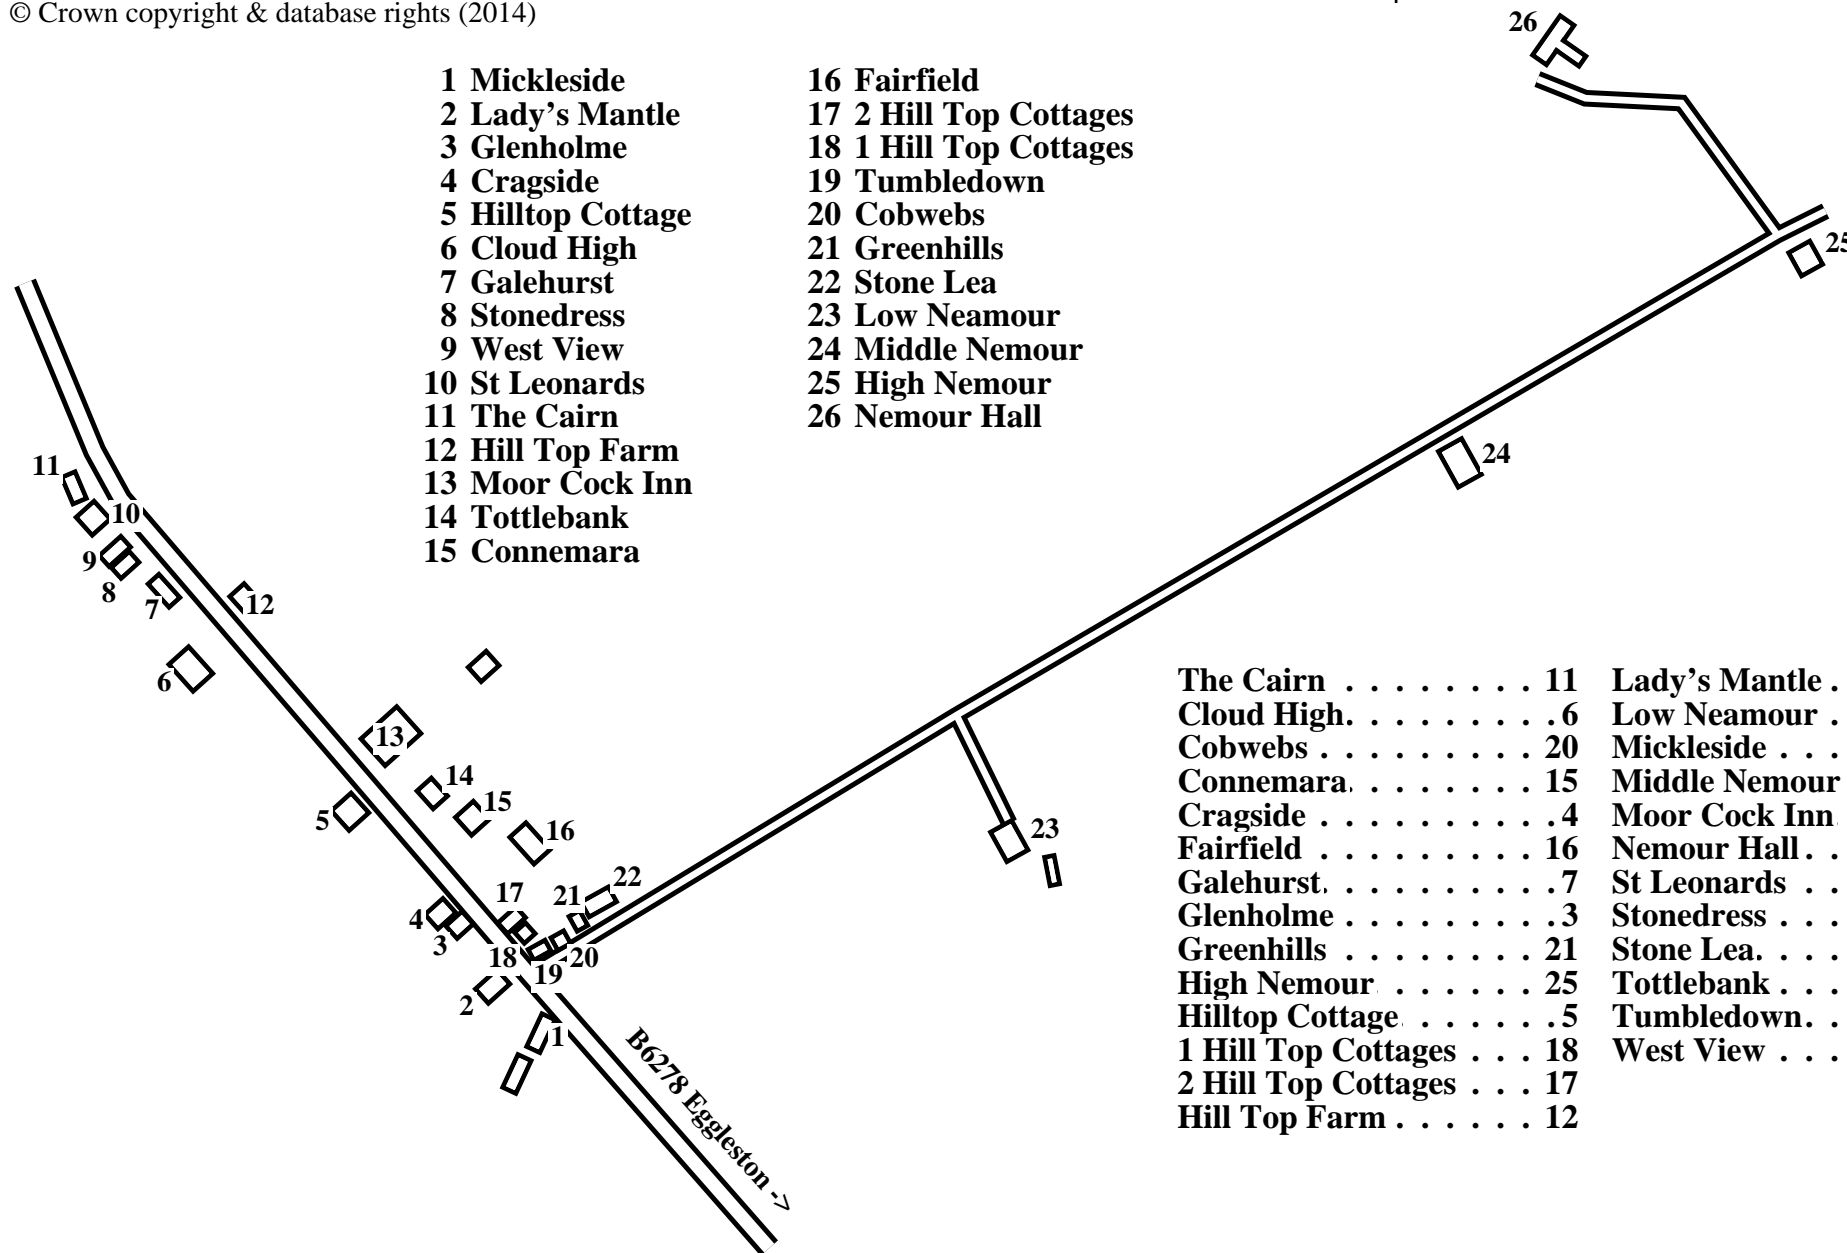 © Crown copyright & database rights (2014)
1 Mickleside
2 Lady's Mantle
3 Glenholme
4 Cragside
5 Hilltop Cottage
6 Cloud High
7 Galehurst
8 Stonedress
9 West View
10 St Leonards
11 The Cairn
12 Hill Top Farm
13 Moor Cock Inn
14 Tottlebank
15 Connemara
16 Fairfield
17 2 Hill Top Cottages
18 1 Hill Top Cottages
19 Tumbledown
20 Cobwebs
21 Greenhills
22 Stone Lea
23 Low Neamour
24 Middle Nemour
25 High Nemour
26 Nemour Hall
26
25
24
11
10
9
8
7
12
6
13
14
15
5
16
23
22
21
17
4
3
18
20
19
2
1
B6278 Eggleston ->
The Cairn . . . . . . . . 11
Cloud High. . . . . . . . . 6
Cobwebs . . . . . . . . . 20
Connemara. . . . . . . . 15
Cragside . . . . . . . . . . 4
Fairfield . . . . . . . . . 16
Galehurst. . . . . . . . . . 7
Glenholme . . . . . . . . . 3
Greenhills . . . . . . . . 21
High Nemour. . . . . . . 25
Hilltop Cottage. . . . . . . 5
1 Hill Top Cottages . . . 18
2 Hill Top Cottages . . . 17
Hill Top Farm . . . . . . 12
Lady's Mantle .
Low Neamour .
Mickleside . . .
Middle Nemour
Moor Cock Inn.
Nemour Hall . .
St Leonards . .
Stonedress . . .
Stone Lea. . . .
Tottlebank . . .
Tumbledown. .
West View . . .